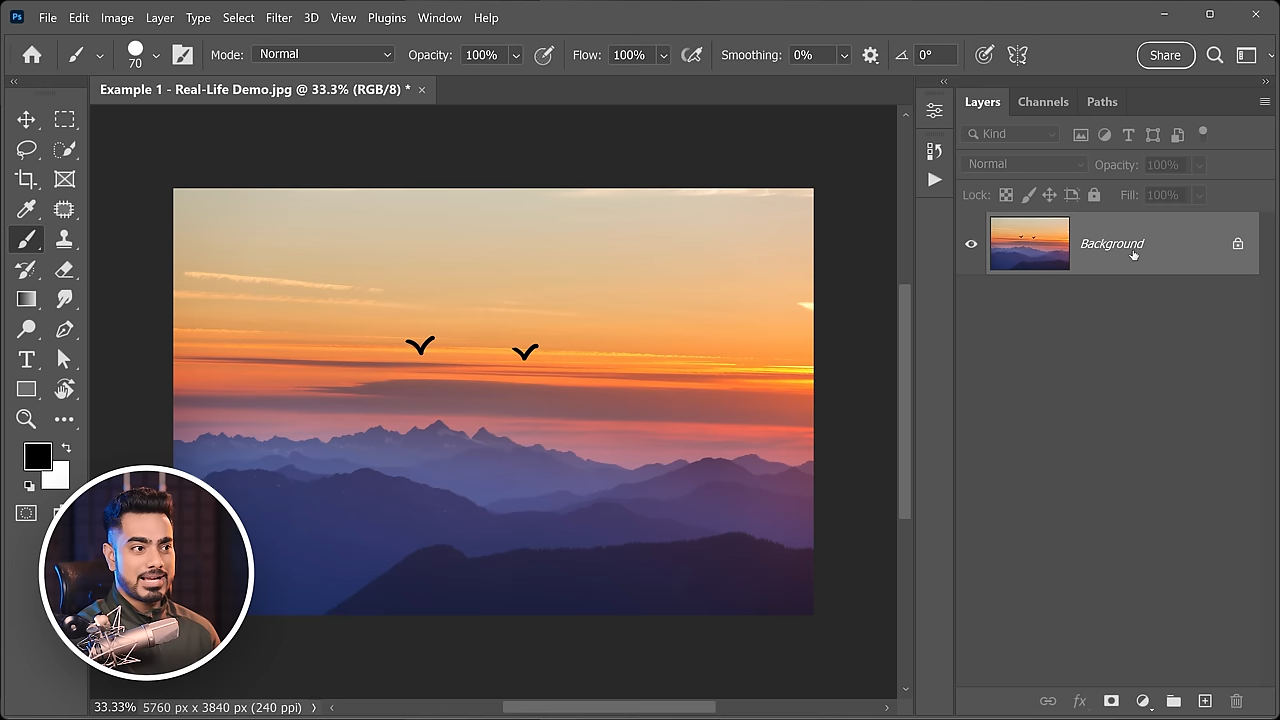 Ps File Edit Image Layer Type Select Filter 3D View Plugins Window Help
70 Mode: Normal Opacity: 100% Flow: 100% Smoothing: 0% 0° Share
Example 1 - Real-Life Demo.jpg @ 33.3% (RGB/8) *
Layers Channels Paths
Kind
Normal Opacity: 100%
Lock: Fill: 100%
Background
33.33% 5760 px x 3840 px (240 ppi)